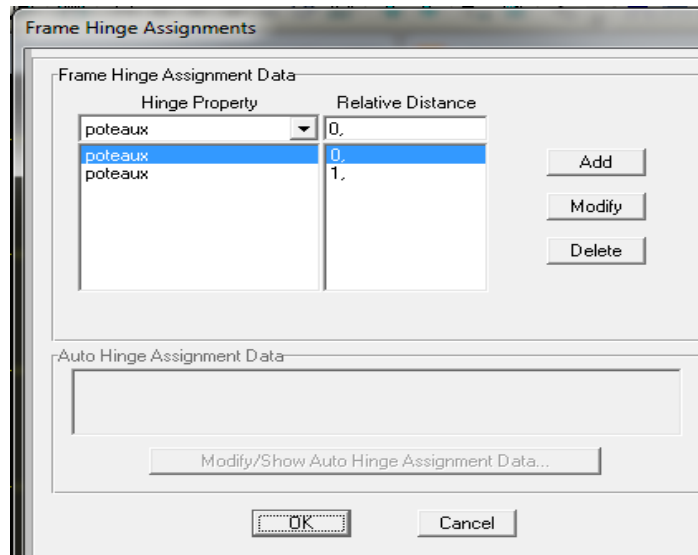 Frame Hinge Assignments
Frame Hinge Assignment Data
Hinge Property Relative Distance
poteaux 0,
poteaux 0,
poteaux 1,
Add
Modify
Delete
Auto Hinge Assignment Data
Modify/Show Auto Hinge Assignment Data...
OK Cancel